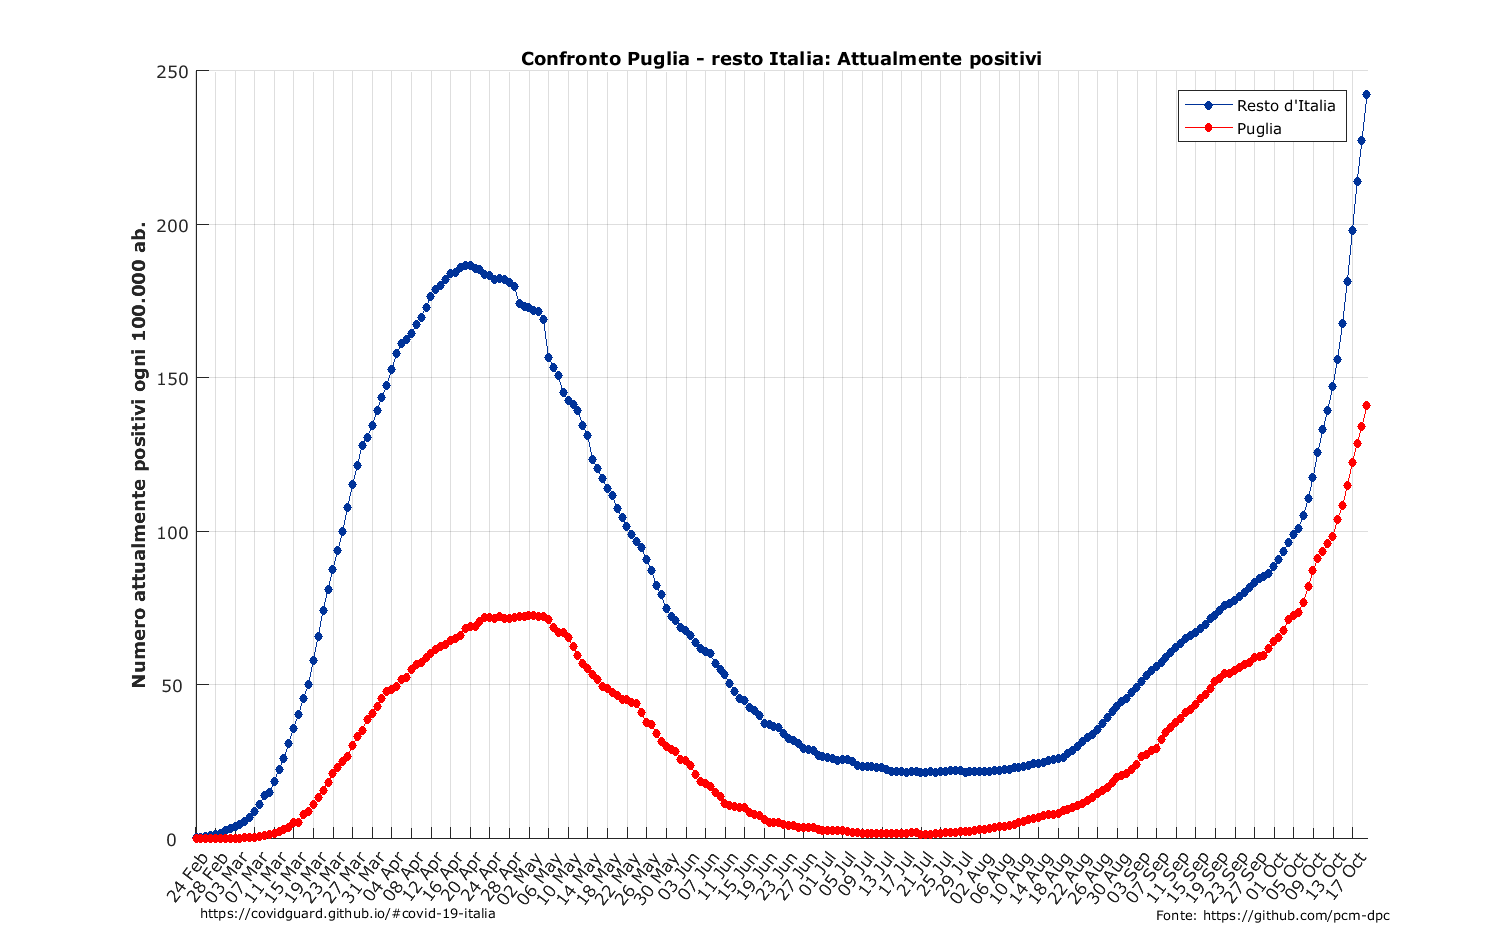 Confronto Puglia - resto Italia: Attualmente positivi
Numero attualmente positivi ogni 100.000 ab.
250
200
150
100
50
0
Resto d'Italia
Puglia
24 Feb
28 Feb
03 Mar
07 Mar
11 Mar
15 Mar
19 Mar
23 Mar
27 Mar
31 Mar
04 Apr
08 Apr
12 Apr
16 Apr
20 Apr
24 Apr
28 Apr
02 May
06 May
10 May
14 May
18 May
22 May
26 May
30 May
03 Jun
07 Jun
11 Jun
15 Jun
19 Jun
23 Jun
27 Jun
01 Jul
05 Jul
09 Jul
13 Jul
17 Jul
21 Jul
25 Jul
29 Jul
02 Aug
06 Aug
10 Aug
14 Aug
18 Aug
22 Aug
26 Aug
30 Aug
03 Sep
07 Sep
11 Sep
15 Sep
19 Sep
23 Sep
27 Sep
01 Oct
05 Oct
09 Oct
13 Oct
17 Oct
https://covidguard.github.io/#covid-19-italia
Fonte: https://github.com/pcm-dpc